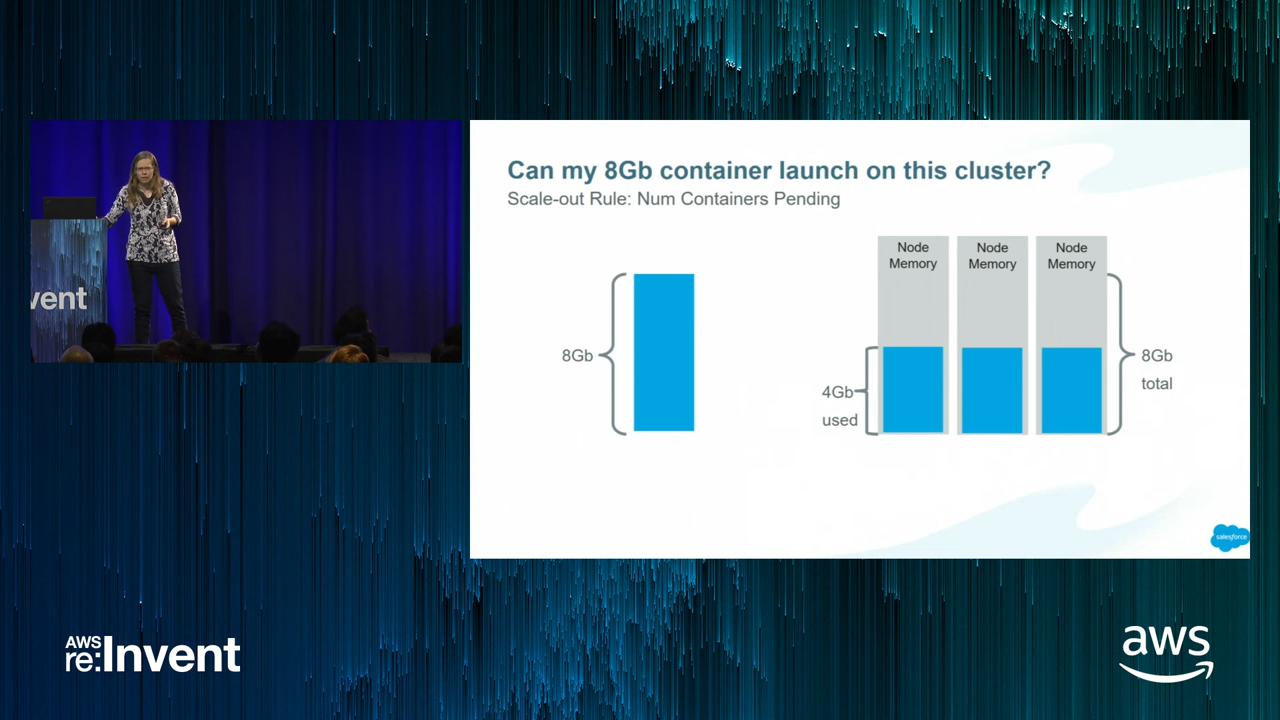 Can my 8Gb container launch on this cluster?
Scale-out Rule: Num Containers Pending
Node
Memory
Node
Memory
Node
Memory
8Gb
4Gb
used
8Gb
total
vent
salesforce
AWS
re:Invent
aws